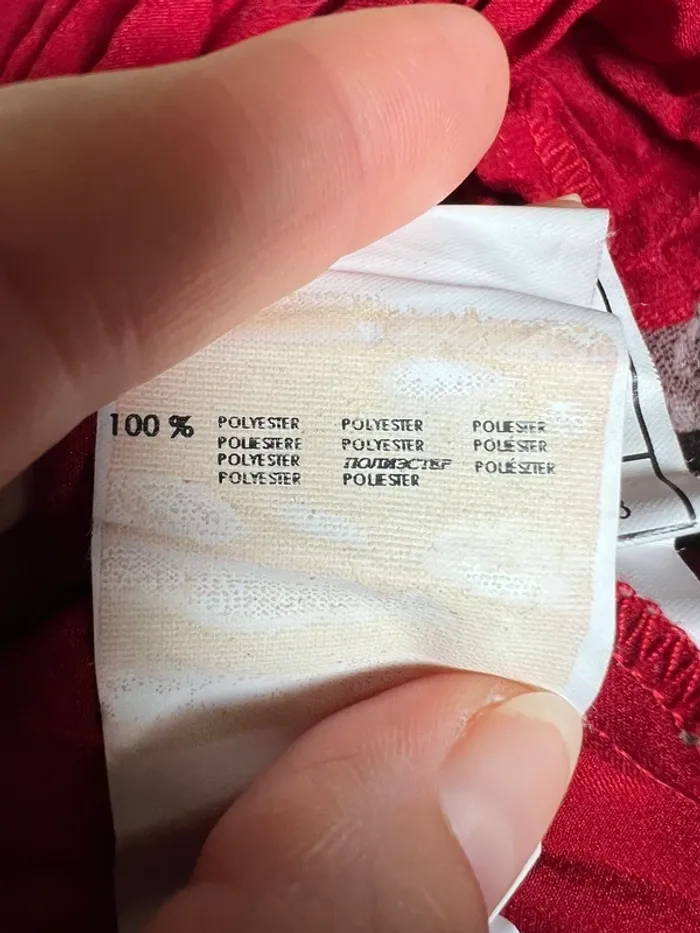 100 %
POLYESTER
POLIESTERE
POLYESTER
POLYESTER
POLYESTER
POLYESTER
ПОЛИЭСТЕР
POLIESTER
POLIESTER
POLIÉSTER
POLIÉSZTER